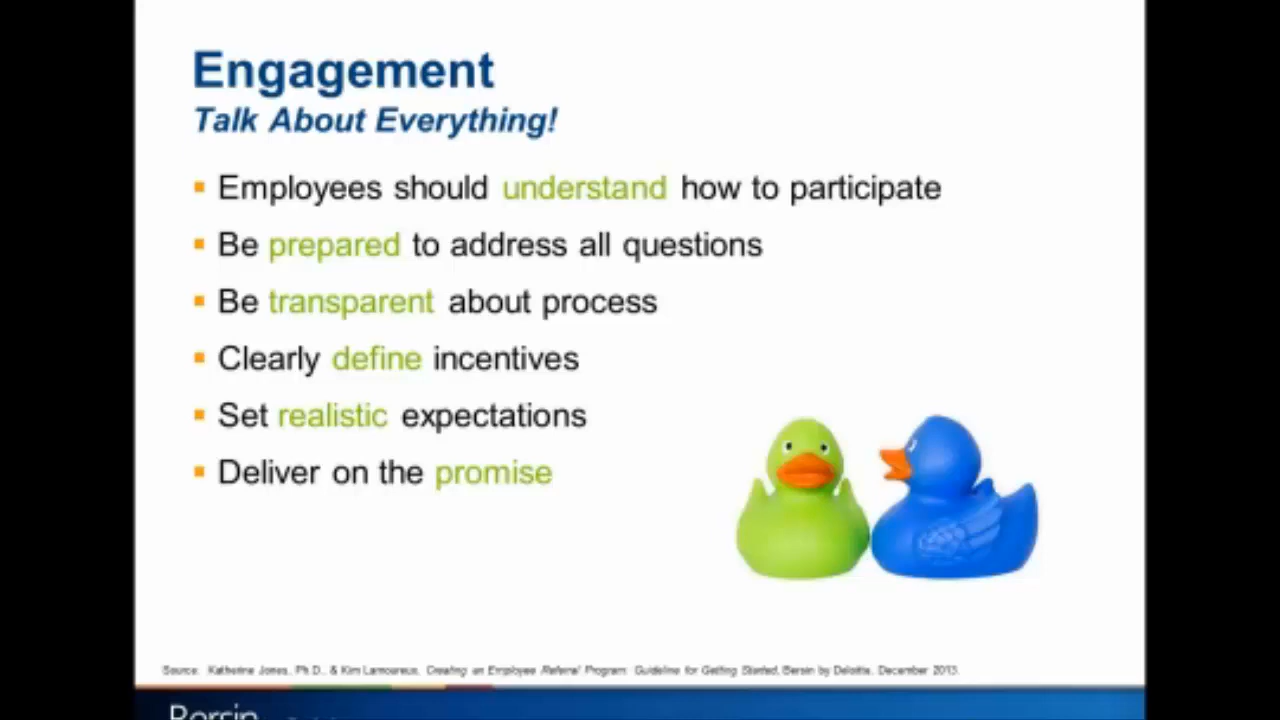 Engagement
Talk About Everything!
Employees should understand how to participate
Be prepared to address all questions
Be transparent about process
Clearly define incentives
Set realistic expectations
Deliver on the promise
Source: Katherine Jones, Ph.D., & Kim Lamoureux, Creating an Employee Referral Program: Guideline for Getting Started, Bersin by Deloitte, December 2013.
Bersin